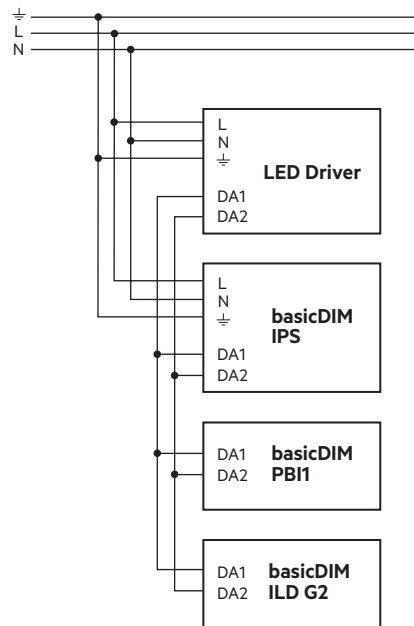 ⏚
L
N
L
N
⏚
LED Driver
DA1
DA2
L
N
⏚
basicDIM
IPS
DA1
DA2
DA1
basicDIM
DA2
PBI1
DA1
basicDIM
DA2
ILD G2